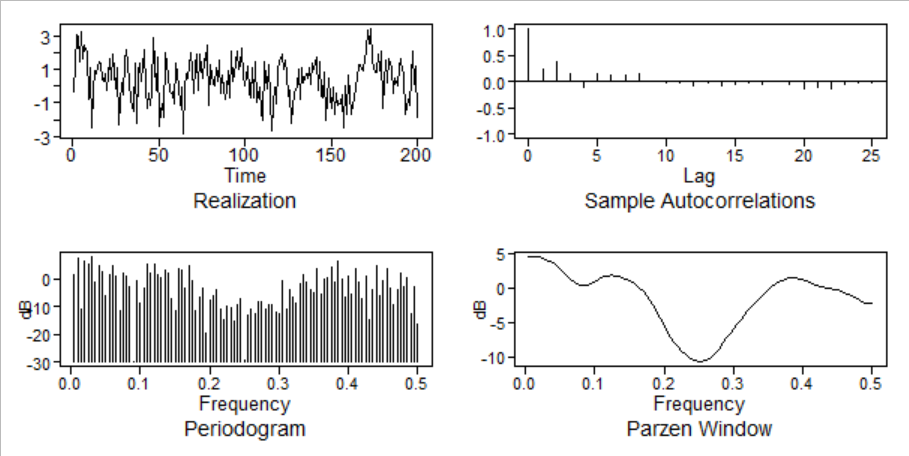 3
1
-1
-3
0 50 100 150 200
Time
Realization
1.0
0.5
0.0
-0.5
-1.0
0 5 10 15 20 25
Lag
Sample Autocorrelations
dB
0
-10
-20
-30
0.0 0.1 0.2 0.3 0.4 0.5
Frequency
Periodogram
dB
5
0
-5
-10
0.0 0.1 0.2 0.3 0.4 0.5
Frequency
Parzen Window